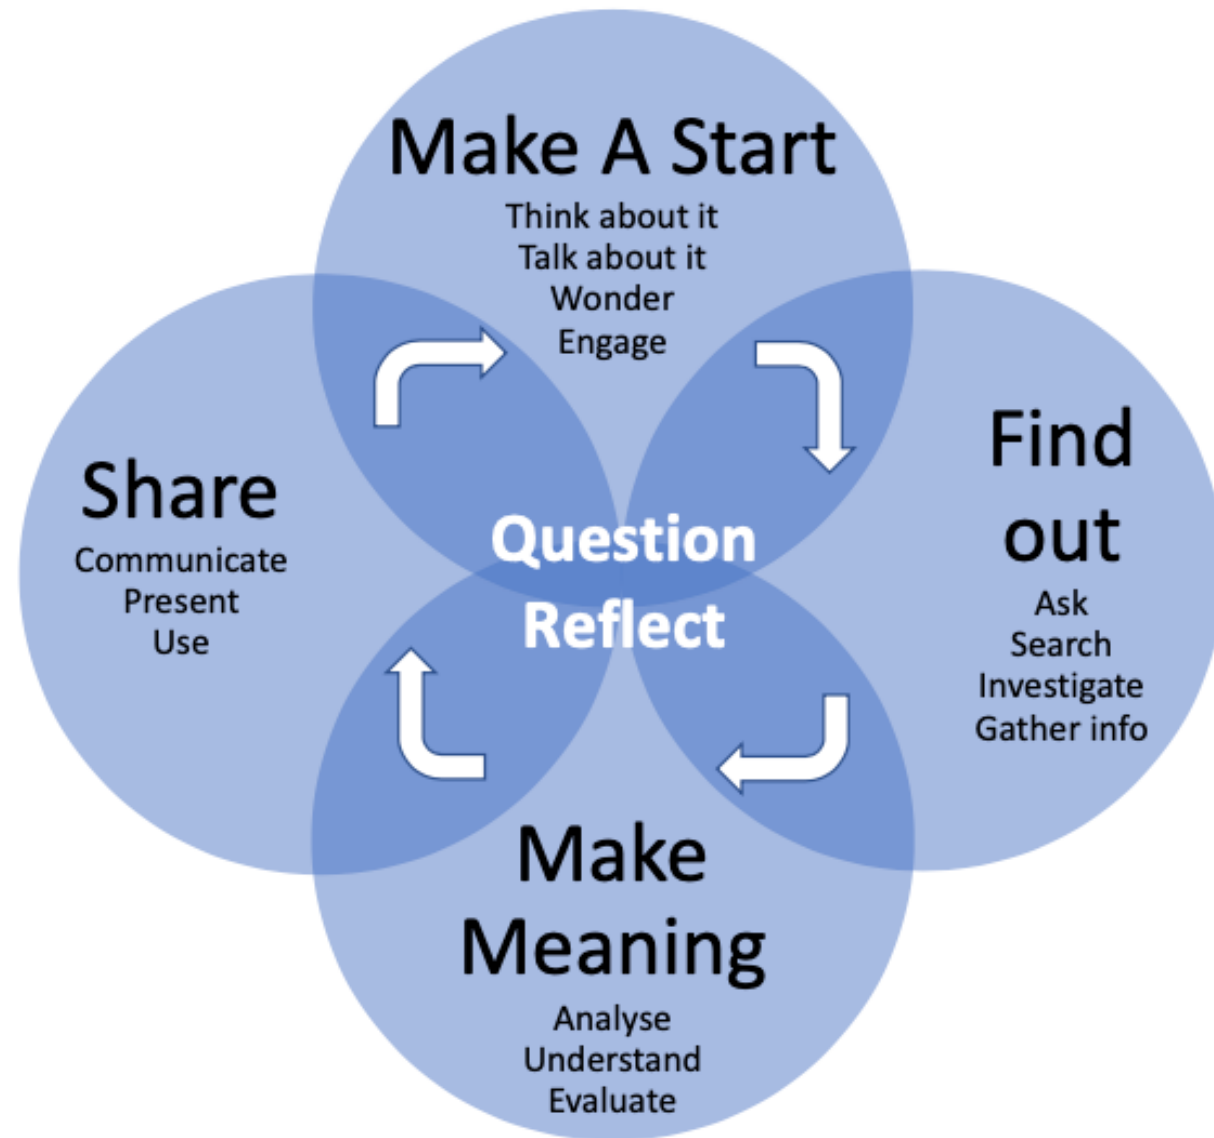 Make A Start
Think about it
Talk about it
Wonder
Engage
Find
out
Ask
Search
Investigate
Gather info
Question
Reflect
Share
Communicate
Present
Use
Make
Meaning
Analyse
Understand
Evaluate